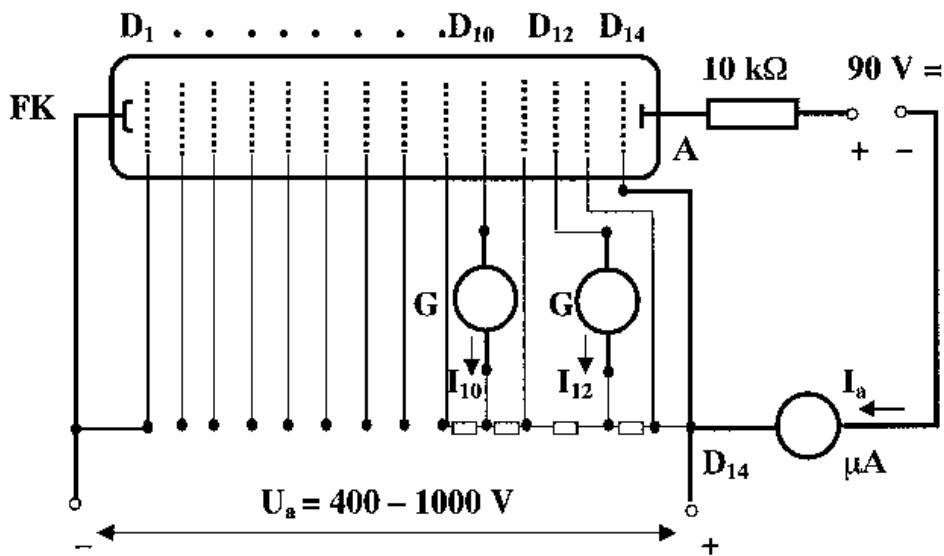 D₁ . . . . . . . . D₁₀ D₁₂ D₁₄
10 kΩ 90 V =
FK
A
+ −
G G
I₁₀ I₁₂ Iₐ
D₁₄ μA
Uₐ = 400 – 1000 V
− +